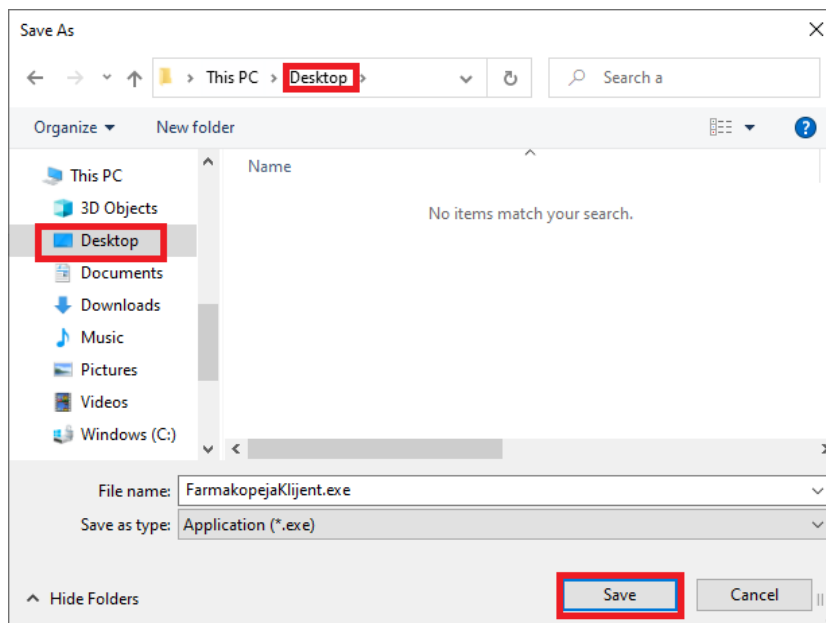 Save As
This PC > Desktop >
Search a
Organize
New folder
Name
This PC
3D Objects
Desktop
Documents
Downloads
Music
Pictures
Videos
Windows (C:)
No items match your search.
File name: FarmakopejaKlijent.exe
Save as type: Application (*.exe)
Hide Folders
Save
Cancel